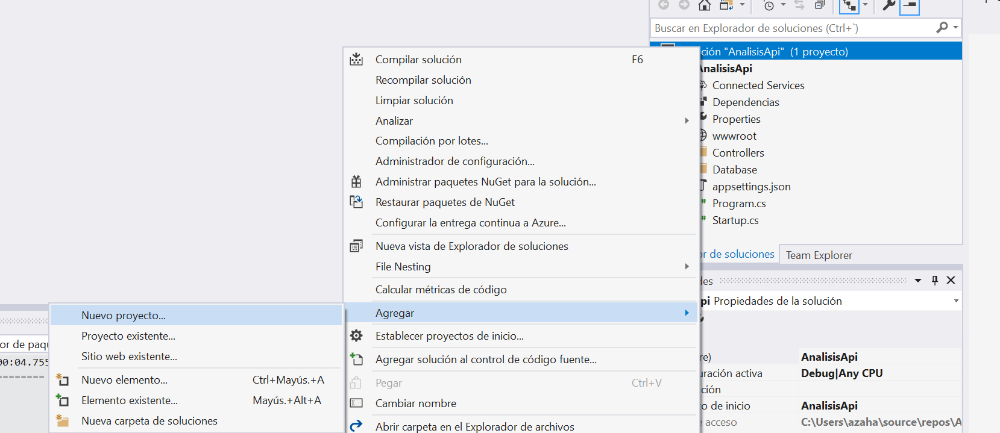 Buscar en Explorador de soluciones (Ctrl+`)
ción "AnalisisApi" (1 proyecto)
AnalisisApi
Connected Services
Dependencias
Properties
wwwroot
Controllers
Database
appsettings.json
Program.cs
Startup.cs
or de soluciones
Team Explorer
des
pi Propiedades de la solución
re) AnalisisApi
uración activa Debug|Any CPU
ción
o de inicio AnalisisApi
e acceso C:\Users\azaha\source\repos\A
Compilar solución F6
Recompilar solución
Limpiar solución
Analizar
Compilación por lotes...
Administrador de configuración...
Administrar paquetes NuGet para la solución...
Restaurar paquetes de NuGet
Configurar la entrega continua a Azure...
Nueva vista de Explorador de soluciones
File Nesting
Calcular métricas de código
Agregar
Establecer proyectos de inicio...
Agregar solución al control de código fuente...
Pegar Ctrl+V
Cambiar nombre
Abrir carpeta en el Explorador de archivos
Nuevo proyecto...
Proyecto existente...
Sitio web existente...
Nuevo elemento... Ctrl+Mayús.+A
Elemento existente... Mayús.+Alt+A
Nueva carpeta de soluciones
or de paqu
00:04.755
========